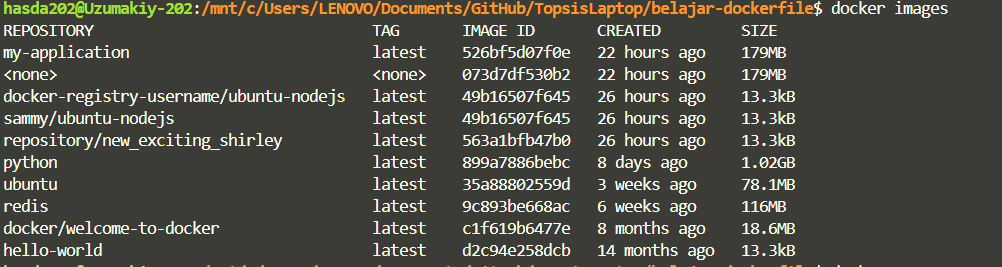 hasda202@Uzumakiy-202:/mnt/c/Users/LENOVO/Documents/GitHub/TopsisLaptop/belajar-dockerfile$ docker images
REPOSITORY TAG IMAGE ID CREATED SIZE
my-application latest 526bf5d07f0e 22 hours ago 179MB
<none> <none> 073d7df530b2 22 hours ago 179MB
docker-registry-username/ubuntu-nodejs latest 49b16507f645 26 hours ago 13.3kB
sammy/ubuntu-nodejs latest 49b16507f645 26 hours ago 13.3kB
repository/new_exciting_shirley latest 563a1bfb47b0 26 hours ago 13.3kB
python latest 899a7886bebc 8 days ago 1.02GB
ubuntu latest 35a88802559d 3 weeks ago 78.1MB
redis latest 9c893be668ac 6 weeks ago 116MB
docker/welcome-to-docker latest c1f619b6477e 8 months ago 18.6MB
hello-world latest d2c94e258dcb 14 months ago 13.3kB